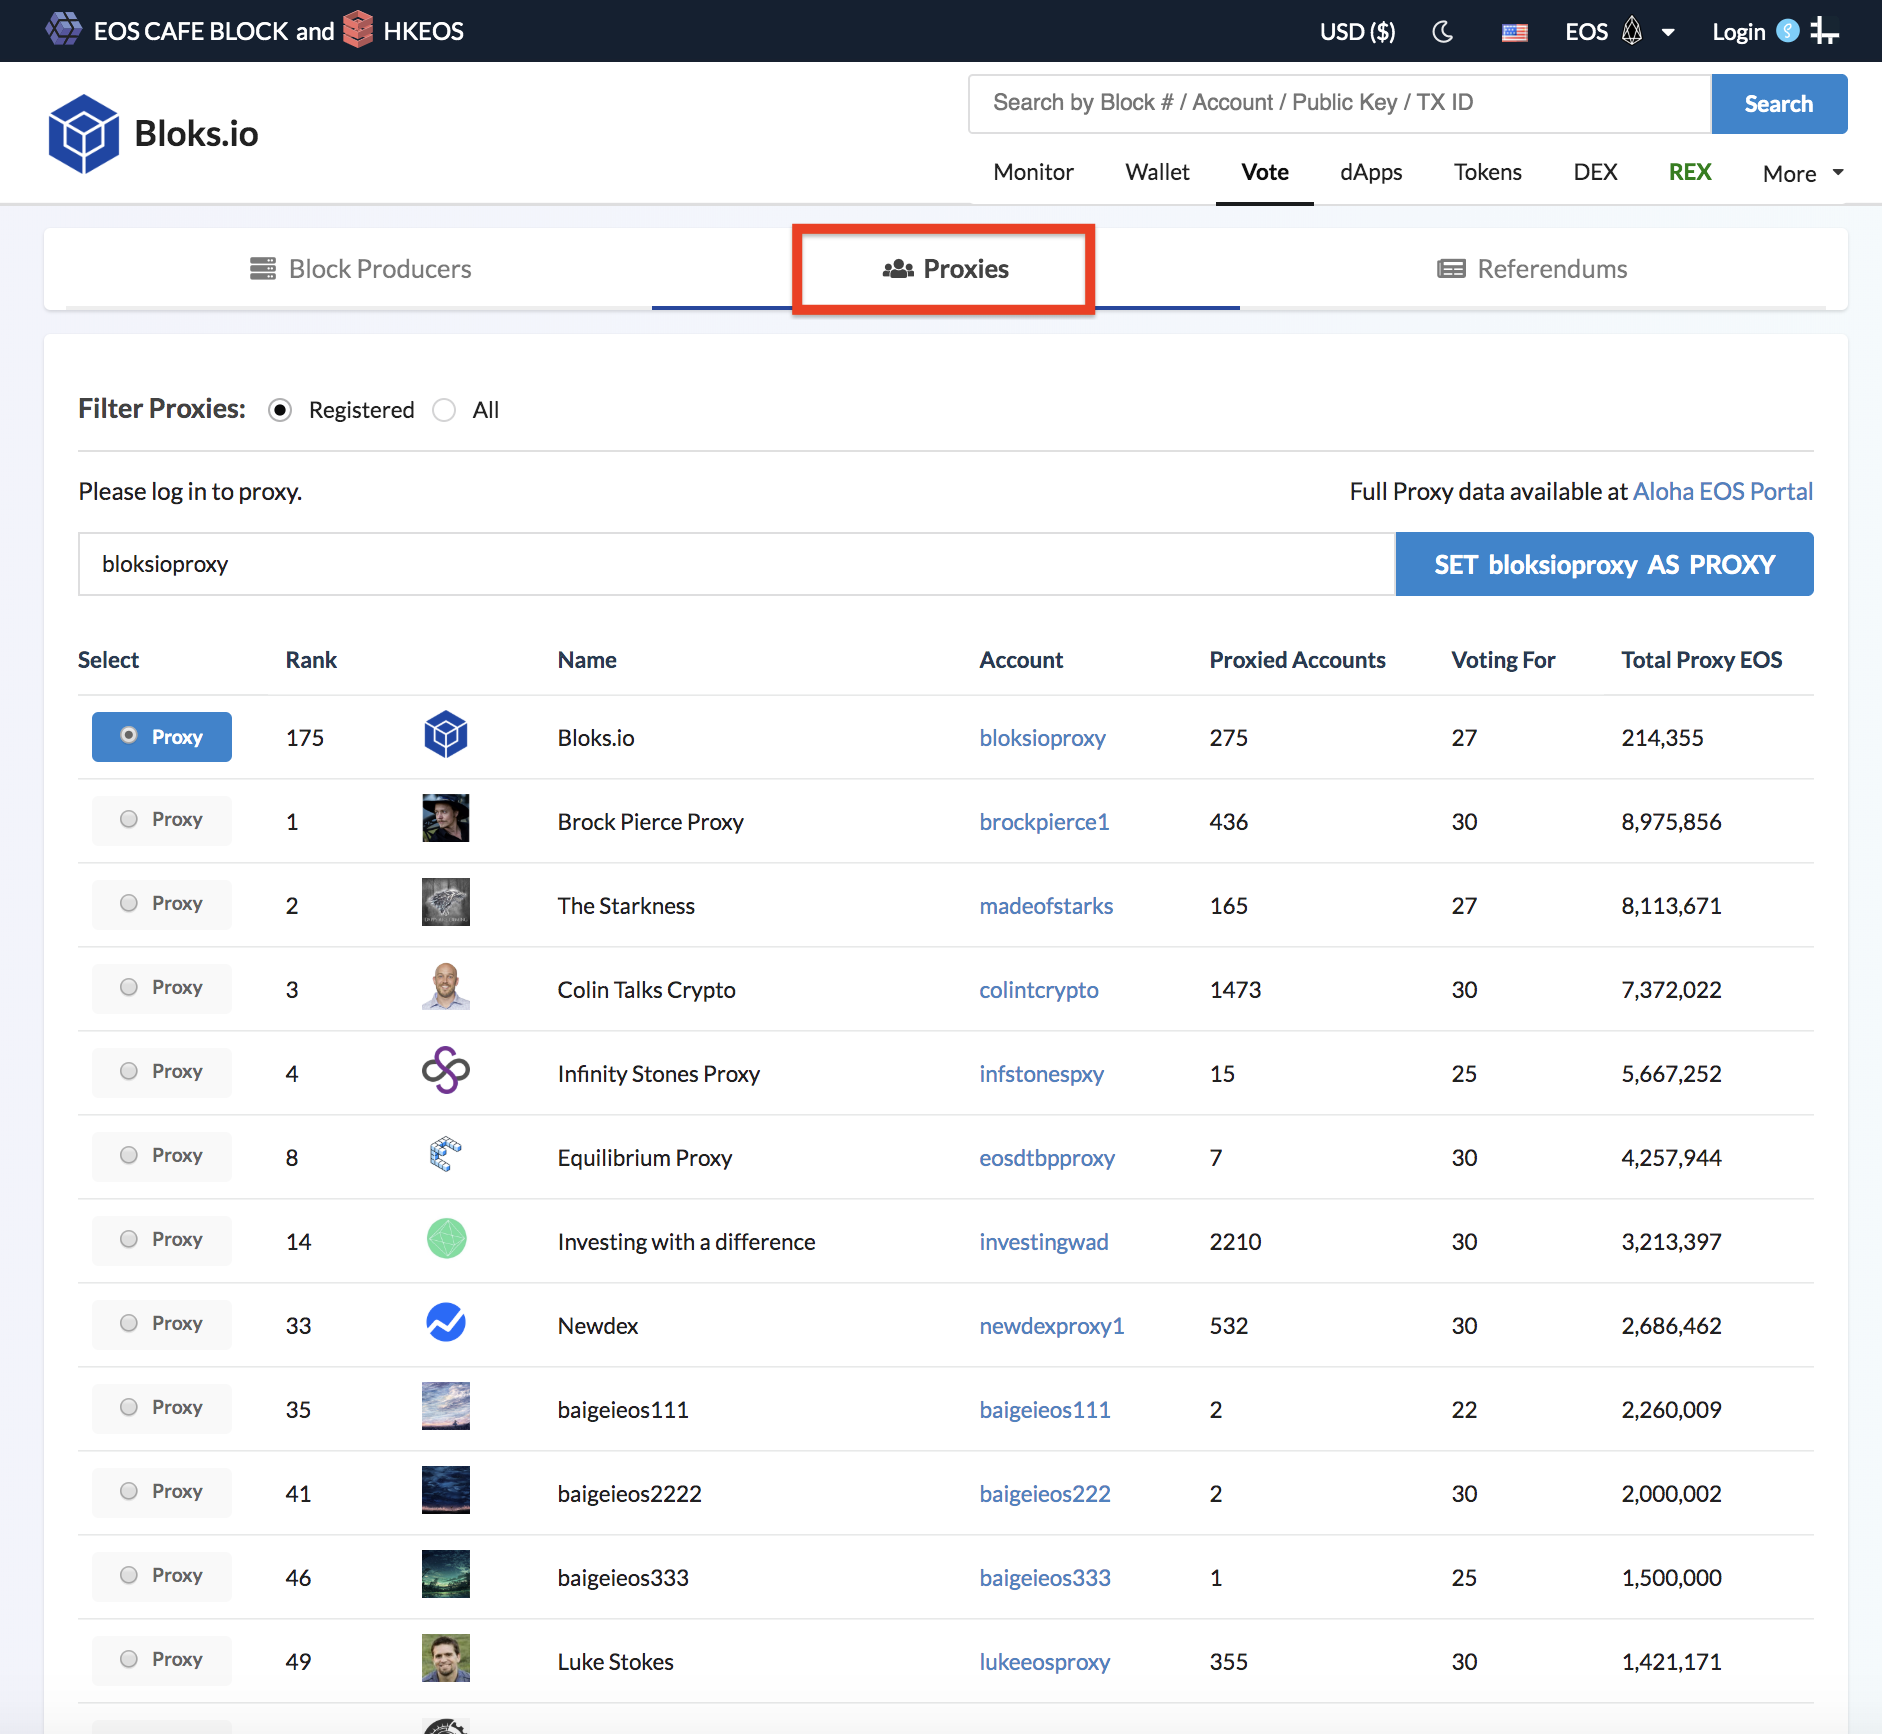 EOS CAFE BLOCK and HKEOS USD ($) EOS Login
Bloks.io
Search by Block # / Account / Public Key / TX ID Search
Monitor Wallet Vote dApps Tokens DEX REX More
Block Producers Proxies Referendums
Filter Proxies: Registered All
Please log in to proxy. Full Proxy data available at Aloha EOS Portal
bloksioproxy SET bloksioproxy AS PROXY
Select Rank Name Account Proxied Accounts Voting For Total Proxy EOS
Proxy 175 Bloks.io bloksioproxy 275 27 214,355
Proxy 1 Brock Pierce Proxy brockpierce1 436 30 8,975,856
Proxy 2 The Starkness madeofstarks 165 27 8,113,671
Proxy 3 Colin Talks Crypto colintcrypto 1473 30 7,372,022
Proxy 4 Infinity Stones Proxy infstonespxy 15 25 5,667,252
Proxy 8 Equilibrium Proxy eosdtbpproxy 7 30 4,257,944
Proxy 14 Investing with a difference investingwad 2210 30 3,213,397
Proxy 33 Newdex newdexproxy1 532 30 2,686,462
Proxy 35 baigeieos111 baigeieos111 2 22 2,260,009
Proxy 41 baigeieos2222 baigeieos222 2 30 2,000,002
Proxy 46 baigeieos333 baigeieos333 1 25 1,500,000
Proxy 49 Luke Stokes lukeeosproxy 355 30 1,421,171